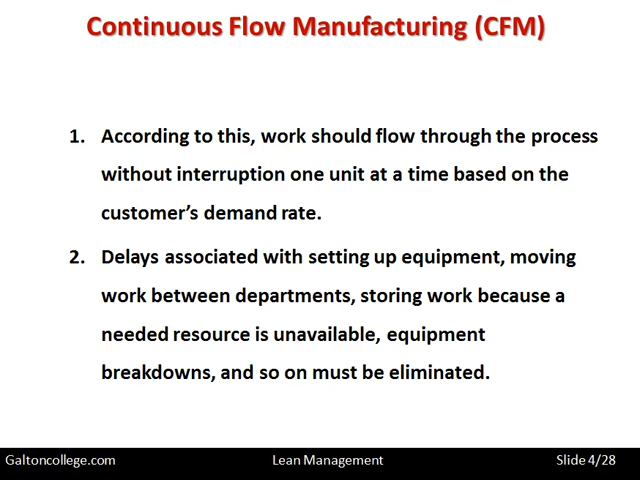 Continuous Flow Manufacturing (CFM)
1. According to this, work should flow through the process
without interruption one unit at a time based on the
customer’s demand rate.
2. Delays associated with setting up equipment, moving
work between departments, storing work because a
needed resource is unavailable, equipment
breakdowns, and so on must be eliminated.
Galtoncollege.com Lean Management Slide 4/28